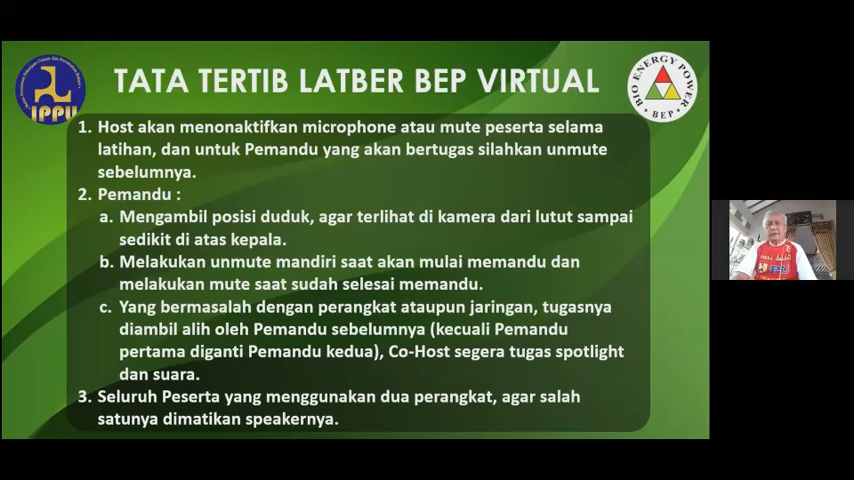 TATA TERTIB LATBER BEP VIRTUAL
IPPU
BIO ENERGY POWER
BEP
1. Host akan menonaktifkan microphone atau mute peserta selama
latihan, dan untuk Pemandu yang akan bertugas silahkan unmute
sebelumnya.
2. Pemandu :
a. Mengambil posisi duduk, agar terlihat di kamera dari lutut sampai
sedikit di atas kepala.
b. Melakukan unmute mandiri saat akan mulai memandu dan
melakukan mute saat sudah selesai memandu.
c. Yang bermasalah dengan perangkat ataupun jaringan, tugasnya
diambil alih oleh Pemandu sebelumnya (kecuali Pemandu
pertama diganti Pemandu kedua), Co-Host segera tugas spotlight
dan suara.
3. Seluruh Peserta yang menggunakan dua perangkat, agar salah
satunya dimatikan speakernya.